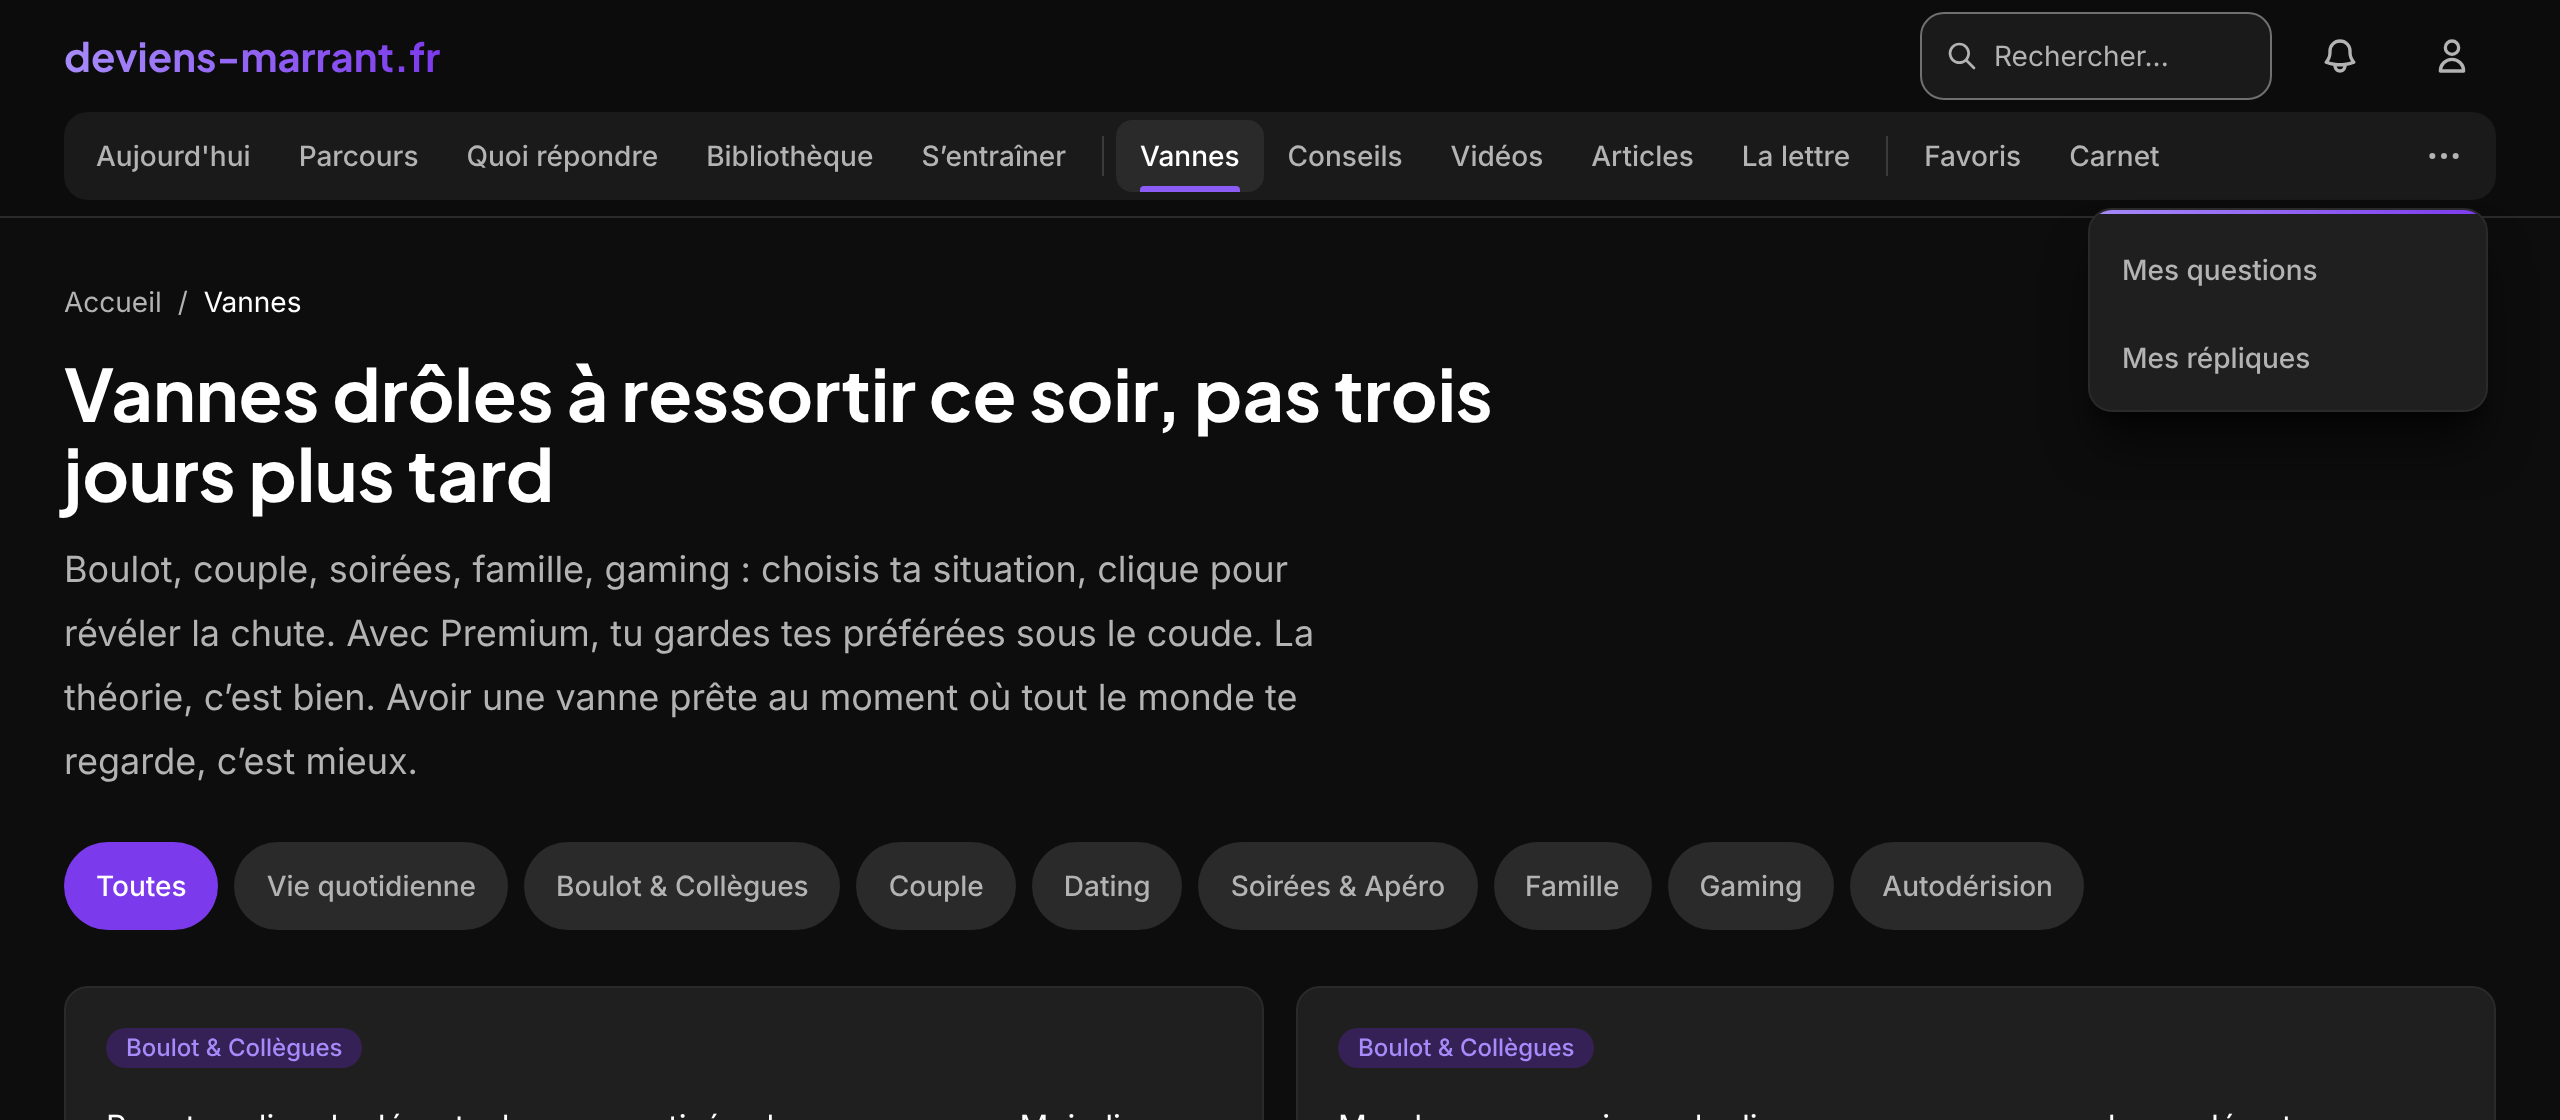 deviens-marrant.fr
Rechercher...
Aujourd'hui Parcours Quoi répondre Bibliothèque S’entraîner Vannes Conseils Vidéos Articles La lettre Favoris Carnet
Mes questions
Mes répliques
Accueil / Vannes
Vannes drôles à ressortir ce soir, pas trois
jours plus tard
Boulot, couple, soirées, famille, gaming : choisis ta situation, clique pour
révéler la chute. Avec Premium, tu gardes tes préférées sous le coude. La
théorie, c’est bien. Avoir une vanne prête au moment où tout le monde te
regarde, c’est mieux.
Toutes Vie quotidienne Boulot & Collègues Couple Dating Soirées & Apéro Famille Gaming Autodérision
Boulot & Collègues Boulot & Collègues